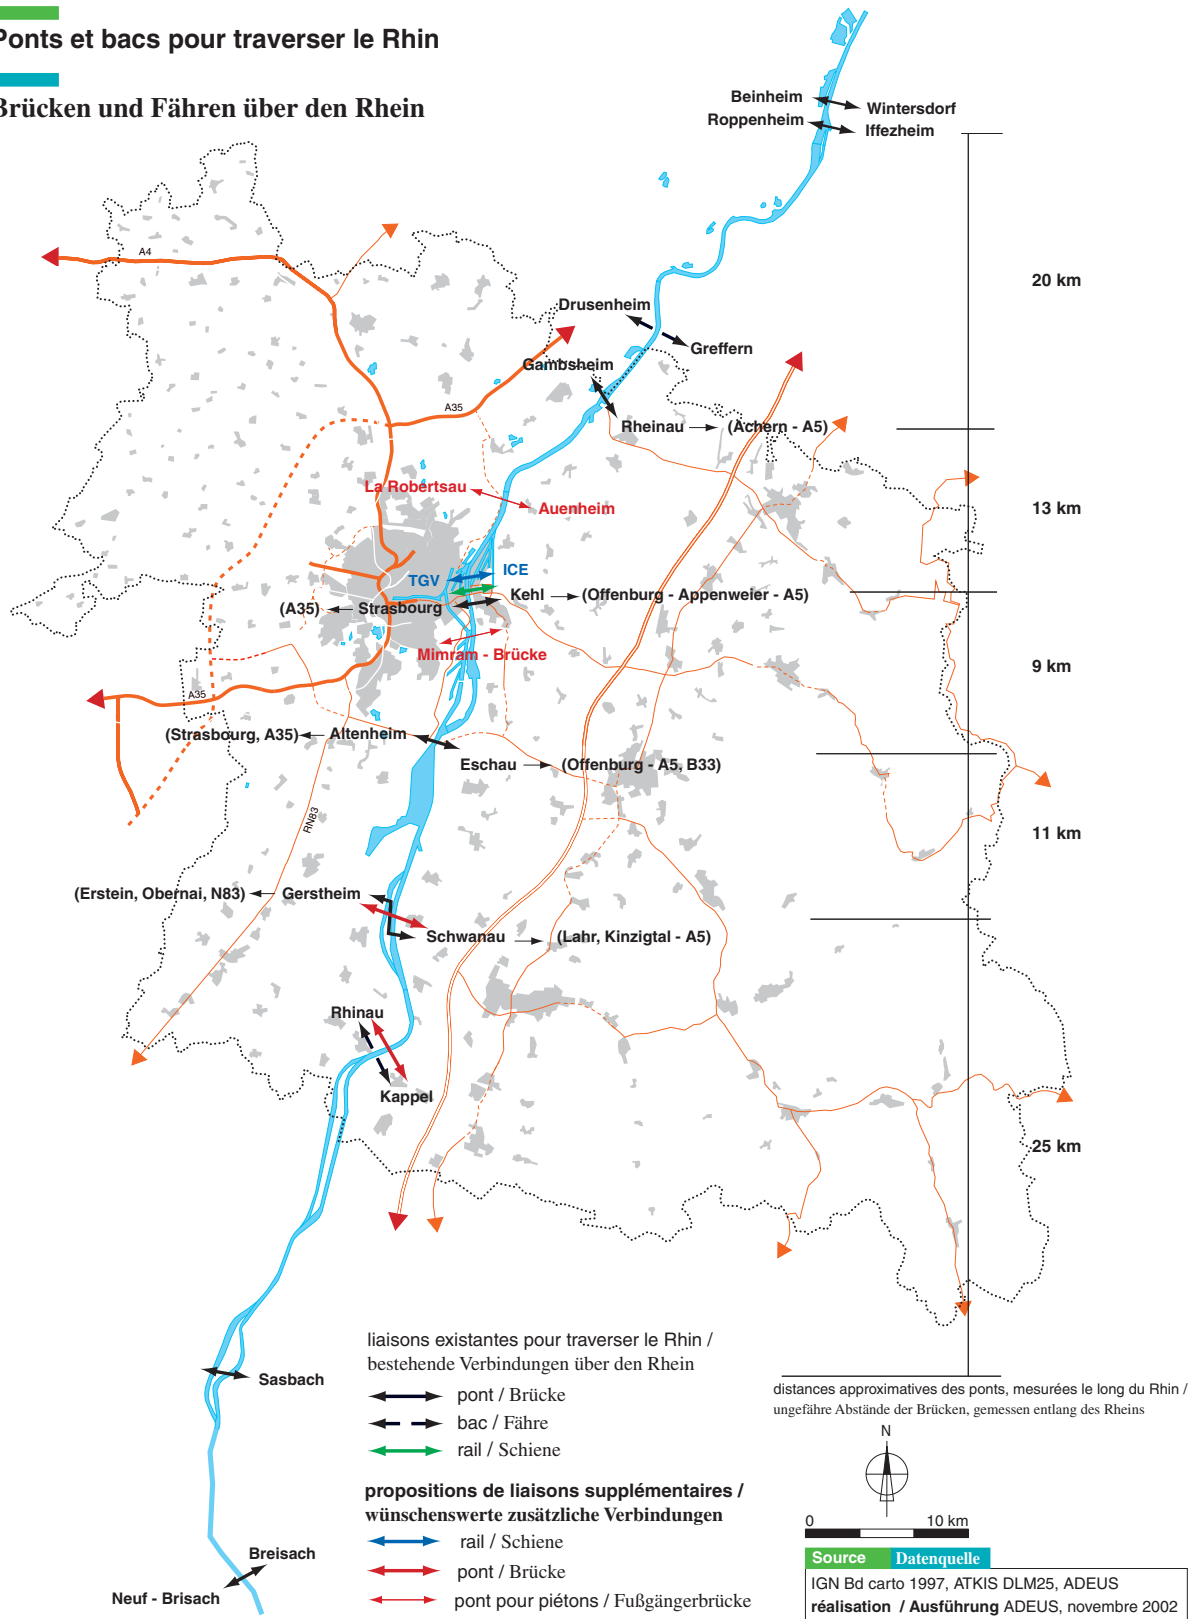 Ponts et bacs pour traverser le Rhin
Brücken und Fähren über den Rhein
Beinheim
Wintersdorf
Roppenheim
Iffezheim
A4
20 km
Drusenheim
Greffern
Gambsheim
A35
Rheinau
(Achern - A5)
La Robertsau
Auenheim
13 km
TGV
ICE
Kehl
(Offenburg - Appenweier - A5)
(A35)
Strasbourg
Mimram - Brücke
9 km
A35
(Strasbourg, A35)
Altenheim
Eschau
(Offenburg - A5, B33)
RN83
11 km
(Erstein, Obernai, N83)
Gerstheim
Schwanau
(Lahr, Kinzigtal - A5)
Rhinau
Kappel
25 km
Sasbach
Breisach
Neuf - Brisach
liaisons existantes pour traverser le Rhin /
bestehende Verbindungen über den Rhein
pont / Brücke
bac / Fähre
rail / Schiene
propositions de liaisons supplémentaires /
wünschenswerte zusätzliche Verbindungen
rail / Schiene
pont / Brücke
pont pour piétons / Fußgängerbrücke
distances approximatives des ponts, mesurées le long du Rhin /
ungefähre Abstände der Brücken, gemessen entlang des Rheins
N
0 10 km
Source Datenquelle
IGN Bd carto 1997, ATKIS DLM25, ADEUS
réalisation / Ausführung ADEUS, novembre 2002